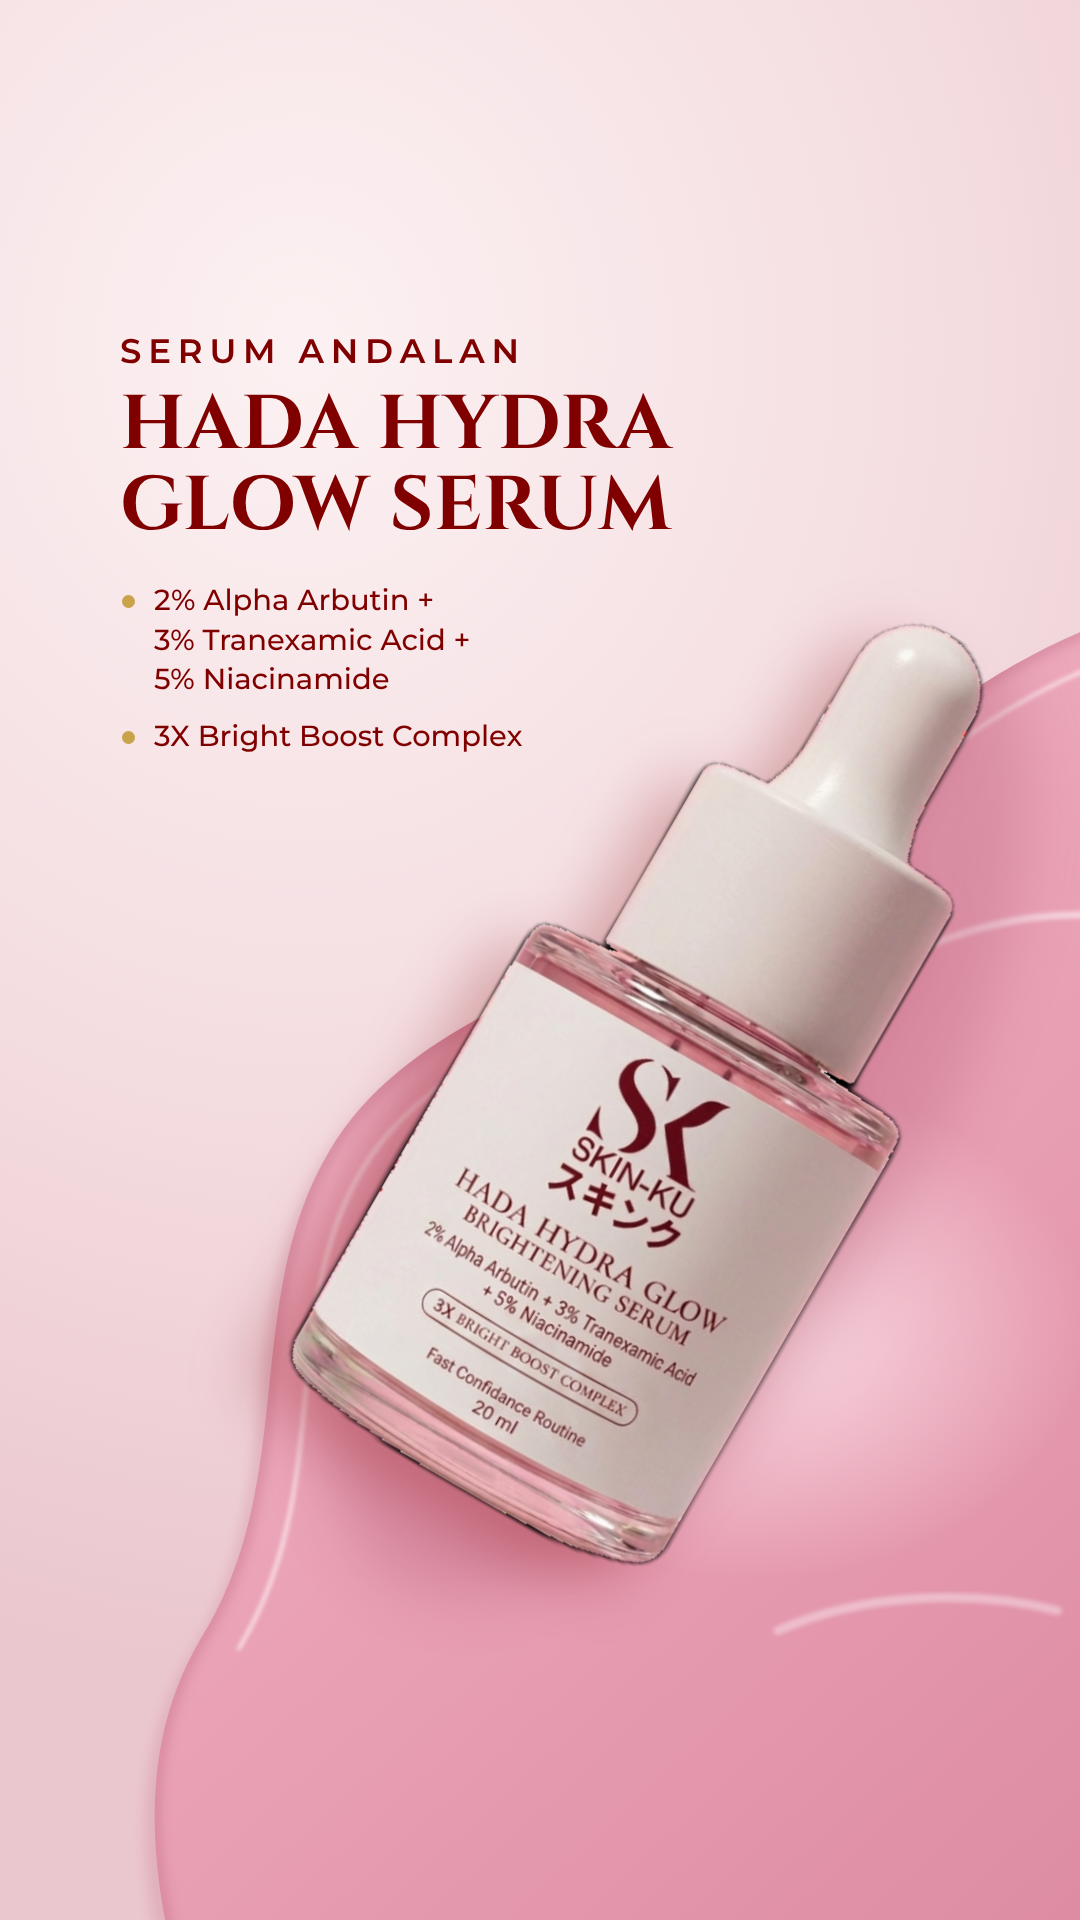 SERUM ANDALAN
HADA HYDRA
GLOW SERUM
2% Alpha Arbutin +
3% Tranexamic Acid +
5% Niacinamide
3X Bright Boost Complex
SK
SKIN-KU
スキンク
HADA HYDRA GLOW
BRIGHTENING SERUM
2% Alpha Arbutin + 3% Tranexamic Acid
+ 5% Niacinamide
3X BRIGHT BOOST COMPLEX
Fast Confidance Routine
20 ml